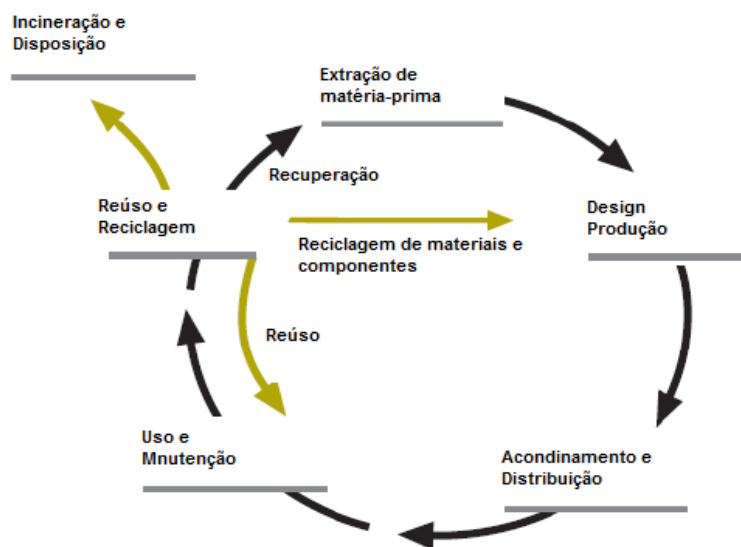 Incineração e
Disposição
Extração de
matéria-prima
Recuperação
Reúso e
Reciclagem
Design
Produção
Reciclagem de materiais e
componentes
Reúso
Uso e
Mnutenção
Acondinamento e
Distribuição